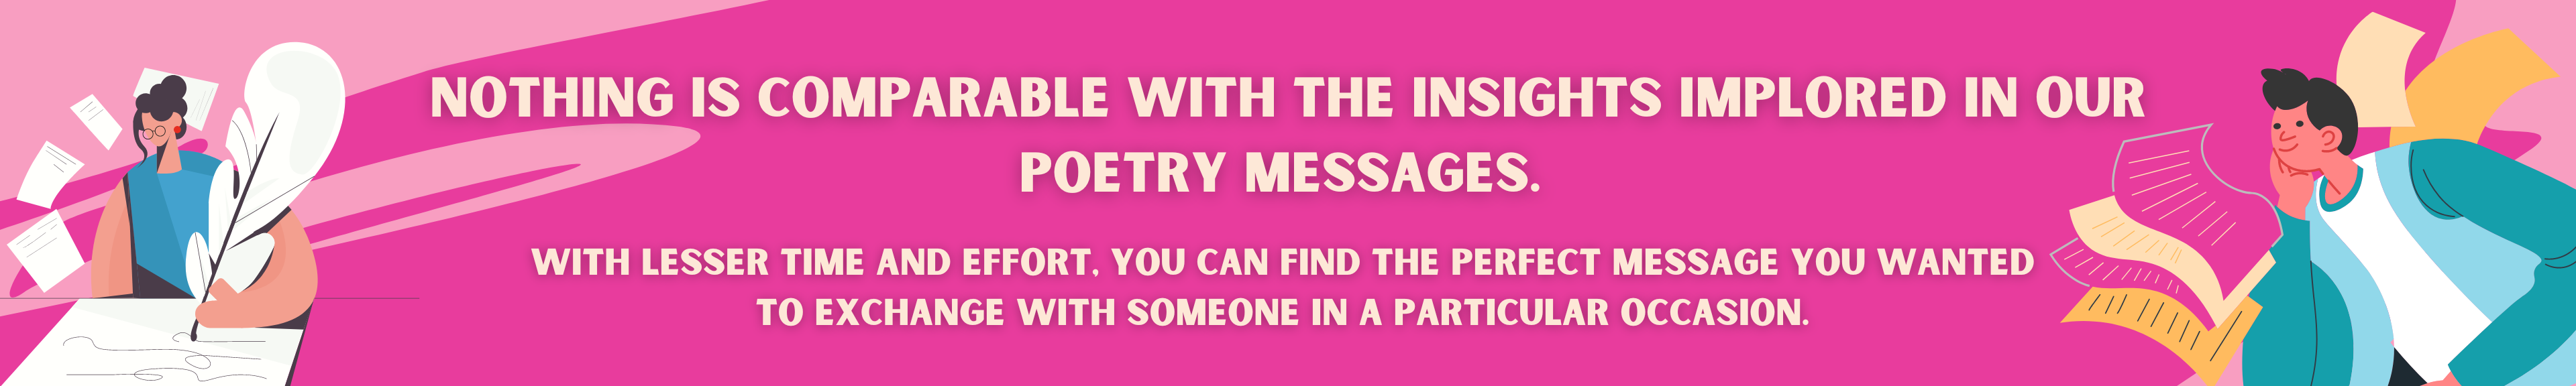 NOTHING IS COMPARABLE WITH THE INSIGHTS IMPLORED IN OUR
POETRY MESSAGES.
WITH LESSER TIME AND EFFORT, YOU CAN FIND THE PERFECT MESSAGE YOU WANTED
TO EXCHANGE WITH SOMEONE IN A PARTICULAR OCCASION.